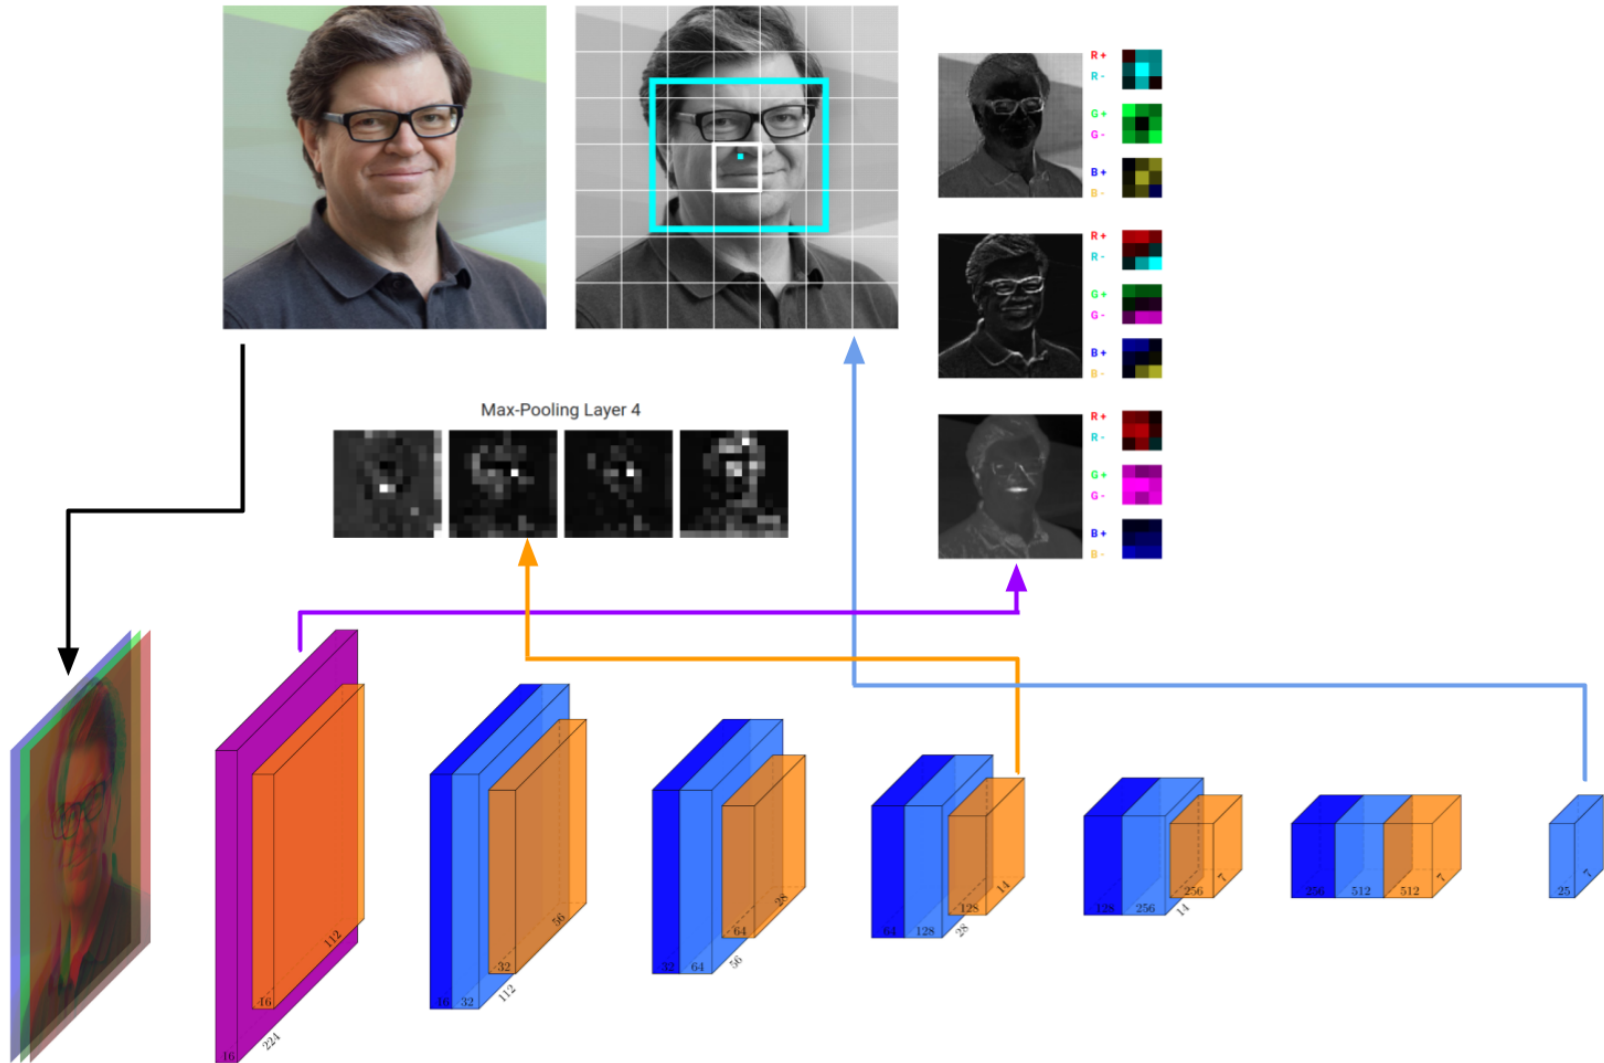 R +
R -
G +
G -
B +
B -
R +
R -
G +
G -
B +
B -
Max-Pooling Layer 4
R +
R -
G +
G -
B +
B -
16
224
16
112
16
32
112
32
56
32
64
56
64
28
64
128
28
128
14
128
256
14
256
7
256
512
512
7
25
7